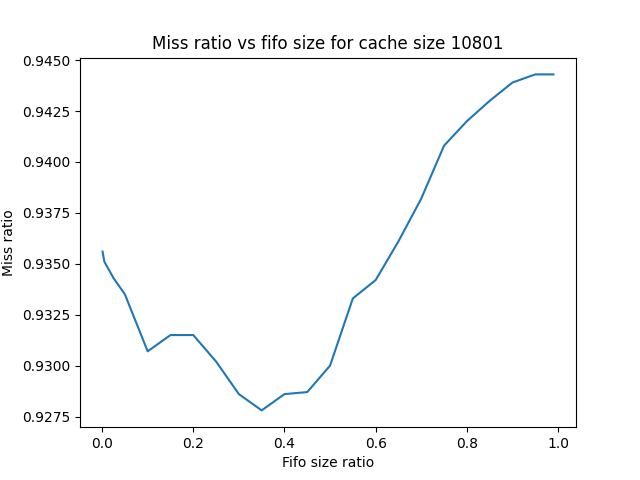 Miss ratio vs fifo size for cache size 10801
0.9450
0.9425
0.9400
0.9375
0.9350
0.9325
0.9300
0.9275
Miss ratio
0.0 0.2 0.4 0.6 0.8 1.0
Fifo size ratio